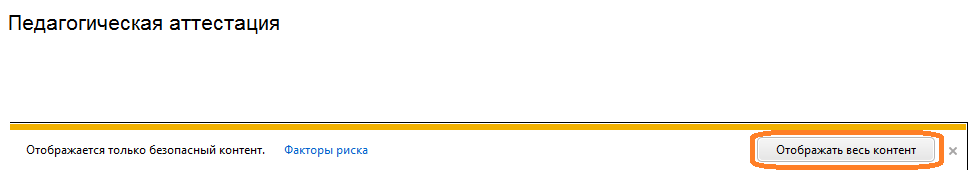 Педагогическая аттестация
Отображается только безопасный контент. Факторы риска Отображать весь контент ×